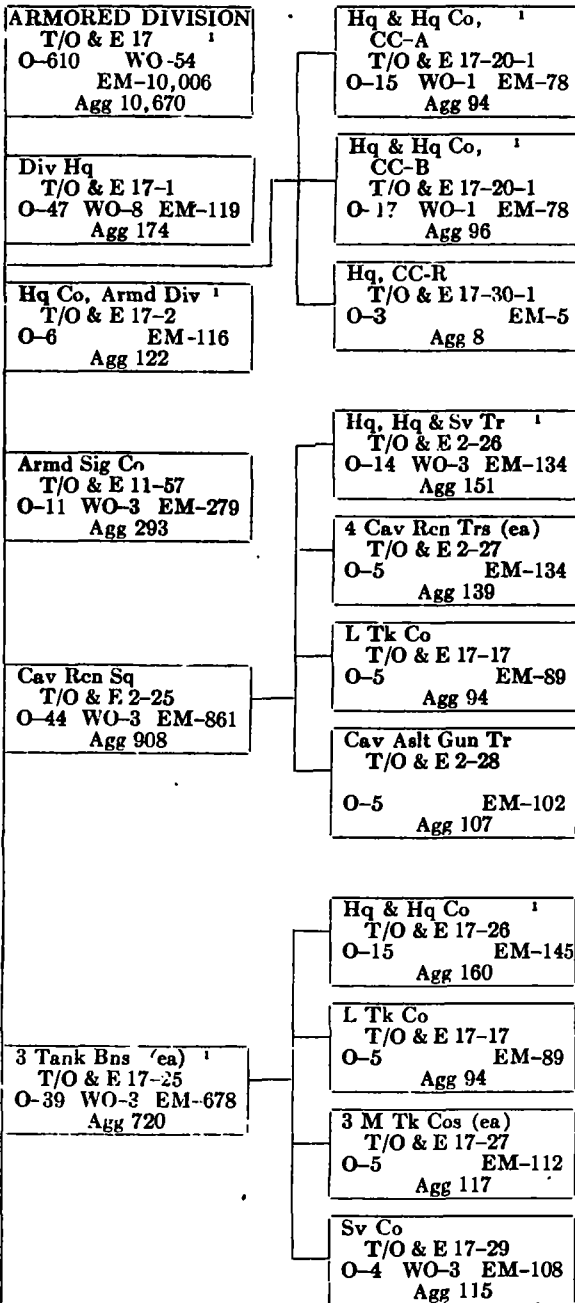 ARMORED DIVISION
T/O & E 17 1
O-610 WO-54
EM-10,006
Agg 10,670
Div Hq
T/O & E 17-1
O-47 WO-8 EM-119
Agg 174
Hq Co, Armd Div 1
T/O & E 17-2
O-6 EM-116
Agg 122
Armd Sig Co
T/O & E 11-57
O-11 WO-3 EM-279
Agg 293
Cav Rcn Sq
T/O & E 2-25
O-44 WO-3 EM-861
Agg 908
3 Tank Bns (ea) 1
T/O & E 17-25
O-39 WO-3 EM-678
Agg 720
Hq & Hq Co, 1
CC-A
T/O & E 17-20-1
O-15 WO-1 EM-78
Agg 94
Hq & Hq Co, 1
CC-B
T/O & E 17-20-1
O-17 WO-1 EM-78
Agg 96
Hq, CC-R
T/O & E 17-30-1
O-3 EM-5
Agg 8
Hq, Hq & Sv Tr 1
T/O & E 2-26
O-14 WO-3 EM-134
Agg 151
4 Cav Rcn Trs (ea)
T/O & E 2-27
O-5 EM-134
Agg 139
L Tk Co
T/O & E 17-17
O-5 EM-89
Agg 94
Cav Aslt Gun Tr
T/O & E 2-28
O-5 EM-102
Agg 107
Hq & Hq Co 1
T/O & E 17-26
O-15 EM-145
Agg 160
L Tk Co
T/O & E 17-17
O-5 EM-89
Agg 94
3 M Tk Cos (ea)
T/O & E 17-27
O-5 EM-112
Agg 117
Sv Co
T/O & E 17-29
O-4 WO-3 EM-108
Agg 115